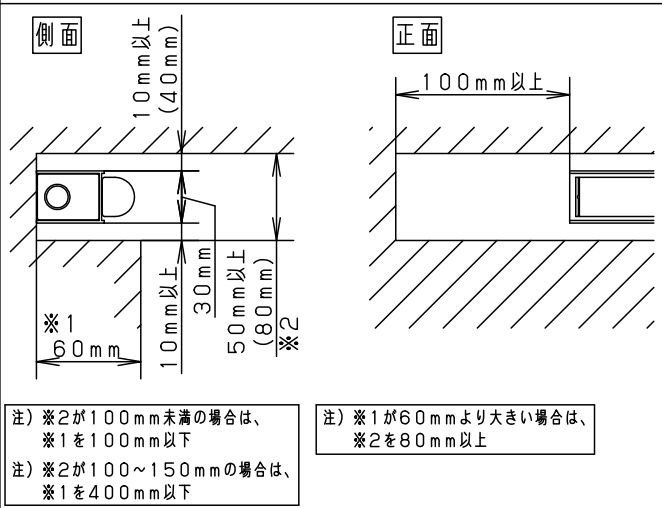 側面
10mm以上
(40mm)
30mm
10mm以上
50mm以上
(80mm)
※2
※1
60mm
正面
100mm以上
注)※2が100mm未満の場合は、
※1を100mm以下
注)※2が100~150mmの場合は、
※1を400mm以下
注)※1が60mmより大きい場合は、
※2を80mm以上